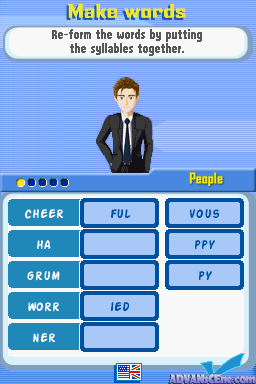 Make words
Re-form the words by putting
the syllables together.
People
CHEER FUL VOUS
HA PPY
GRUM PY
WORR IED
NER
ADVANSCENE.com